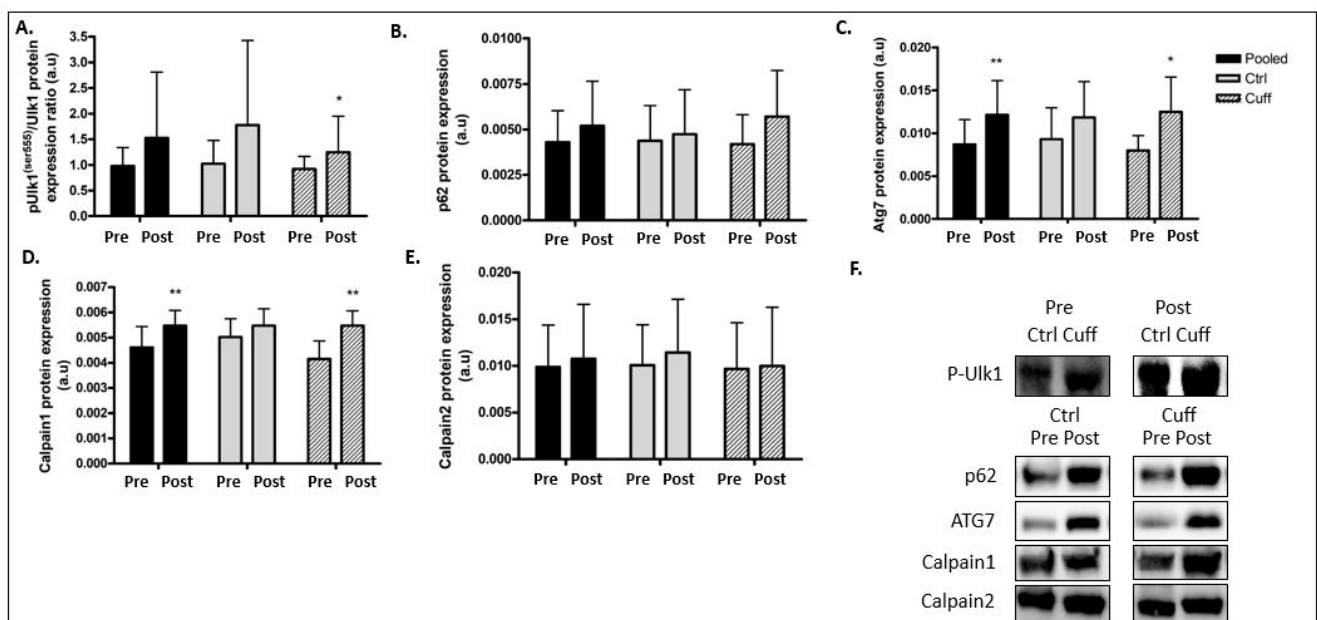 A.
pUlk1(ser555)/Ulk1 protein
expression ratio (a.u)
3.5
3.0
2.5
2.0
1.5
1.0
0.5
0.0
*
Pre Post Pre Post Pre Post
B.
p62 protein expression
(a.u)
0.0100
0.0075
0.0050
0.0025
0.0000
Pre Post Pre Post Pre Post
C.
Atg7 protein expression (a.u)
0.020
0.015
0.010
0.005
0.000
**
*
Pooled
Ctrl
Cuff
Pre Post Pre Post Pre Post
D.
Calpain1 protein expression
(a.u)
0.007
0.006
0.005
0.004
0.003
0.002
0.001
0.000
**
**
Pre Post Pre Post Pre Post
E.
Calpain2 protein expression
(a.u)
0.020
0.015
0.010
0.005
0.000
Pre Post Pre Post Pre Post
F.
Pre Post
Ctrl Cuff Ctrl Cuff
P-Ulk1
Ctrl Cuff
Pre Post Pre Post
p62
ATG7
Calpain1
Calpain2